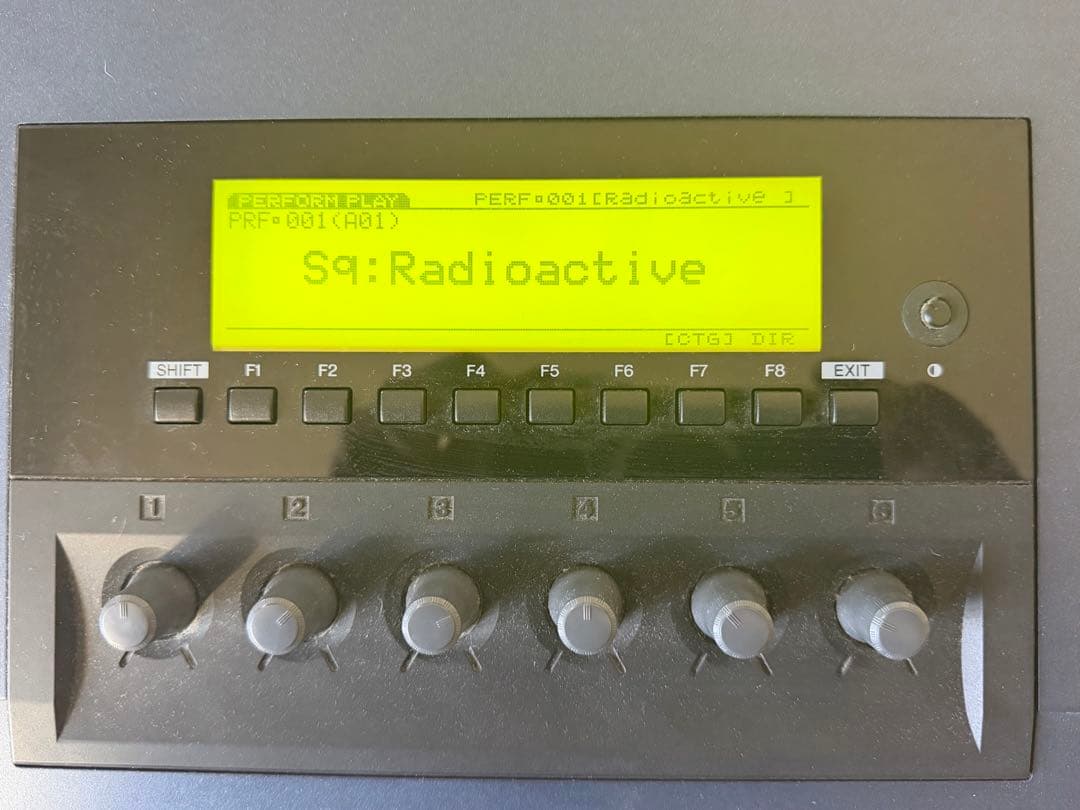 PERFORM PLAY PERF:001[Radioactive ]
PRF:001(A01)
Sq:Radioactive
[CTG] DIR
SHIFT F1 F2 F3 F4 F5 F6 F7 F8 EXIT
1 2 3 4 5 6